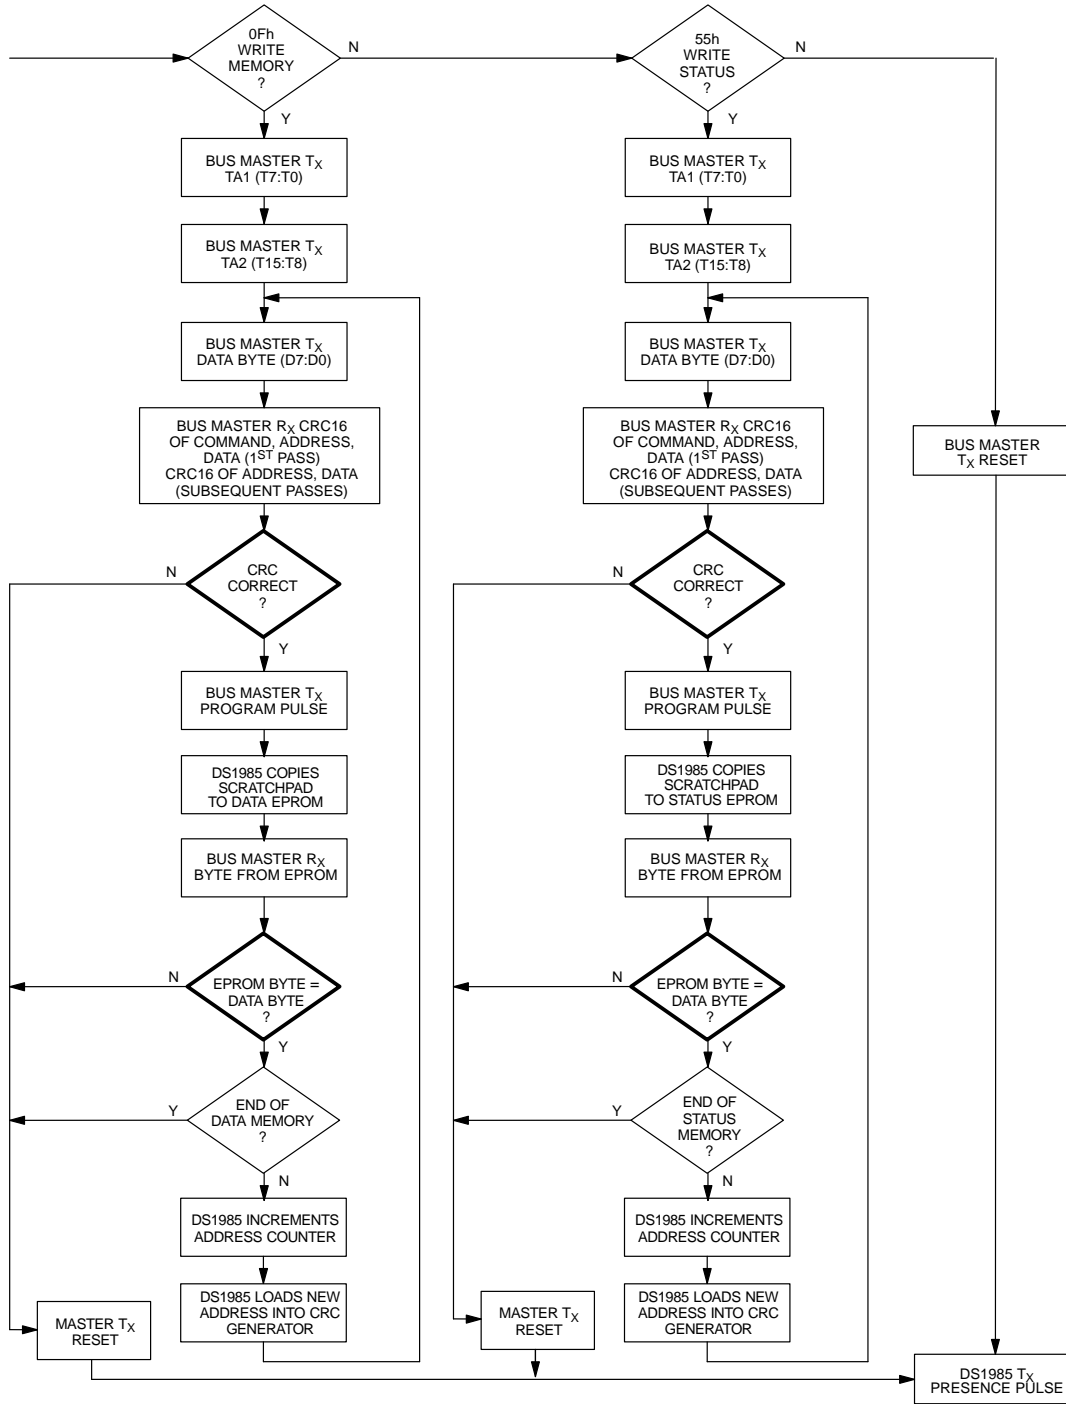 0Fh
WRITE
MEMORY
?
N
Y
BUS MASTER TX
TA1 (T7:T0)
BUS MASTER TX
TA2 (T15:T8)
BUS MASTER TX
DATA BYTE (D7:D0)
BUS MASTER RX CRC16
OF COMMAND, ADDRESS,
DATA (1ST PASS)
CRC16 OF ADDRESS, DATA
(SUBSEQUENT PASSES)
N
CRC
CORRECT
?
Y
BUS MASTER TX
PROGRAM PULSE
DS1985 COPIES
SCRATCHPAD
TO DATA EPROM
BUS MASTER RX
BYTE FROM EPROM
N
EPROM BYTE =
DATA BYTE
?
Y
Y
END OF
DATA MEMORY
?
N
DS1985 INCREMENTS
ADDRESS COUNTER
DS1985 LOADS NEW
ADDRESS INTO CRC
GENERATOR
MASTER TX
RESET
55h
WRITE
STATUS
?
N
Y
BUS MASTER TX
TA1 (T7:T0)
BUS MASTER TX
TA2 (T15:T8)
BUS MASTER TX
DATA BYTE (D7:D0)
BUS MASTER RX CRC16
OF COMMAND, ADDRESS,
DATA (1ST PASS)
CRC16 OF ADDRESS, DATA
(SUBSEQUENT PASSES)
N
CRC
CORRECT
?
Y
BUS MASTER TX
PROGRAM PULSE
DS1985 COPIES
SCRATCHPAD
TO STATUS EPROM
BUS MASTER RX
BYTE FROM EPROM
N
EPROM BYTE =
DATA BYTE
?
Y
Y
END OF
STATUS
MEMORY
?
N
DS1985 INCREMENTS
ADDRESS COUNTER
DS1985 LOADS NEW
ADDRESS INTO CRC
GENERATOR
MASTER TX
RESET
BUS MASTER
TX RESET
DS1985 TX
PRESENCE PULSE